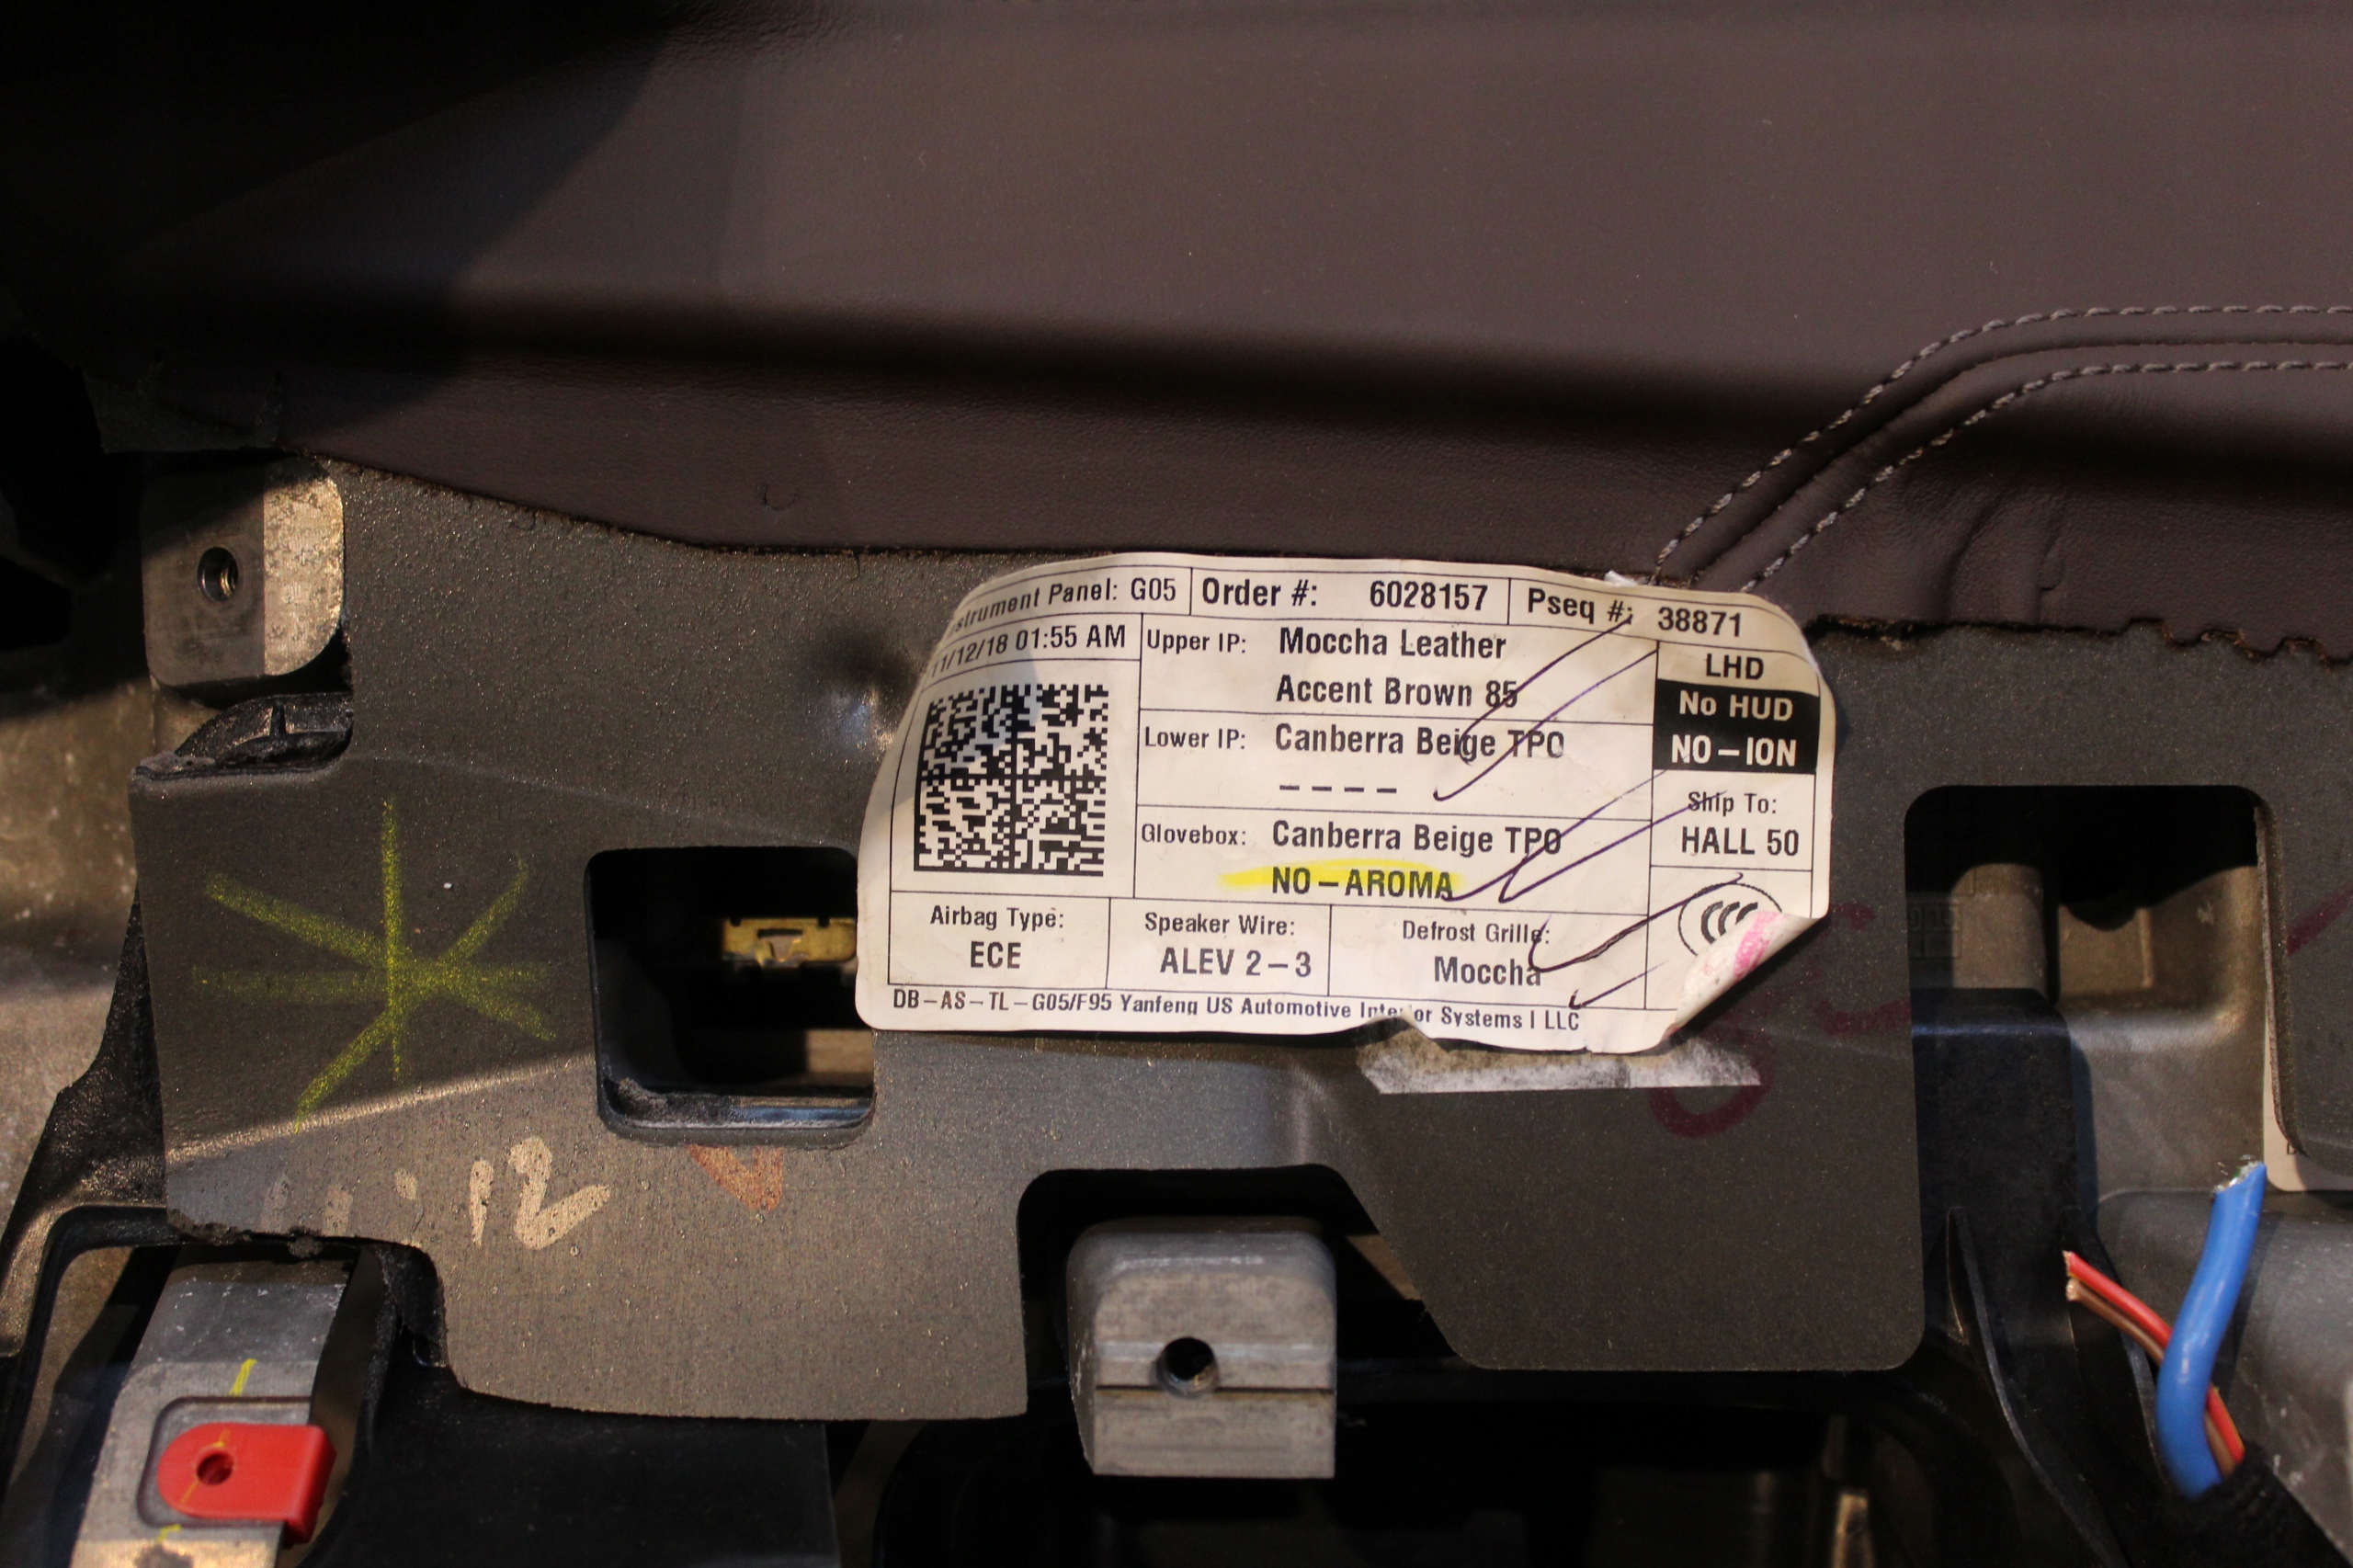 Instrument Panel: G05 Order #: 6028157 Pseq #: 38871
11/12/18 01:55 AM
Upper IP: Moccha Leather
Accent Brown 85
LHD
No HUD
NO-ION
Lower IP: Canberra Beige TPO
----
Ship To:
HALL 50
Glovebox: Canberra Beige TPO
NO-AROMA
Airbag Type:
ECE
Speaker Wire:
ALEV 2-3
Defrost Grille:
Moccha
CCC
DB-AS-TL-G05/F95 Yanfeng US Automotive Interior Systems I LLC
11:12